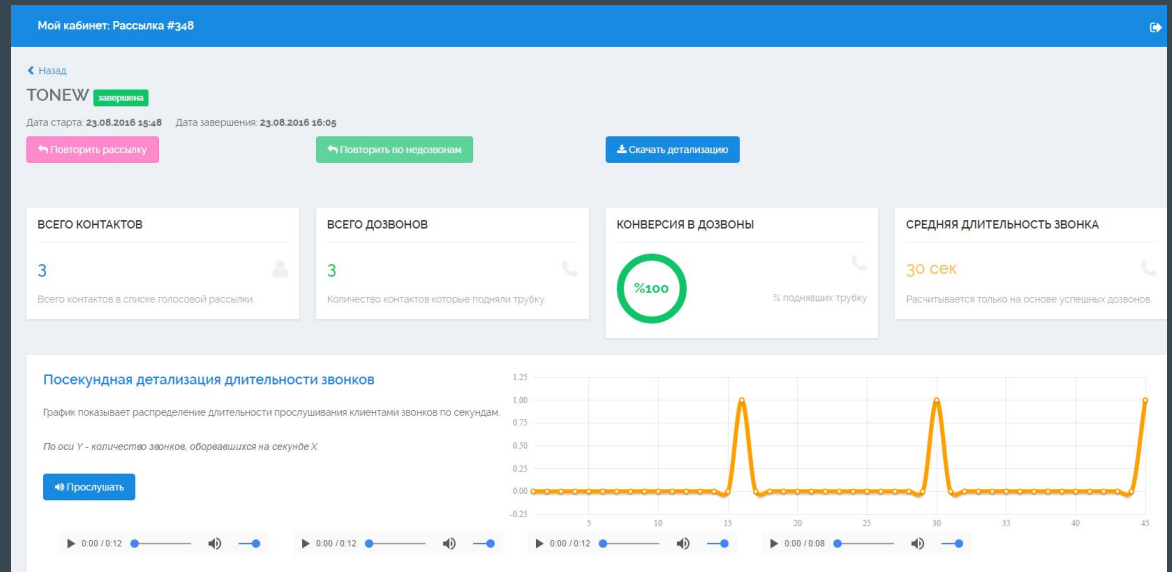 Мой кабинет: Рассылка #348
Назад
TONEW завершена
Дата старта: 23.08.2016 15:48 Дата завершения: 23.08.2016 16:05
Повторить рассылку
Повторить по недозвонам
Скачать детализацию
ВСЕГО КОНТАКТОВ
3
Всего контактов в списке голосовой рассылки.
ВСЕГО ДОЗВОНОВ
3
Количество контактов которые подняли трубку.
КОНВЕРСИЯ В ДОЗВОНЫ
%100
% поднявших трубку
СРЕДНЯЯ ДЛИТЕЛЬНОСТЬ ЗВОНКА
30 сек
Расчитывается только на основе успешных дозвонов.
Посекундная детализация длительности звонков
График показывает распределение длительности прослушивания клиентами звонков по секундам.
По оси Y - количество звонков, оборвавшихся на секунде X.
Прослушать
1.25
1.00
0.75
0.50
0.25
0.00
-0.25
5 10 15 20 25 30 35 40 45
0:00 / 0:12 0:00 / 0:12 0:00 / 0:12 0:00 / 0:08